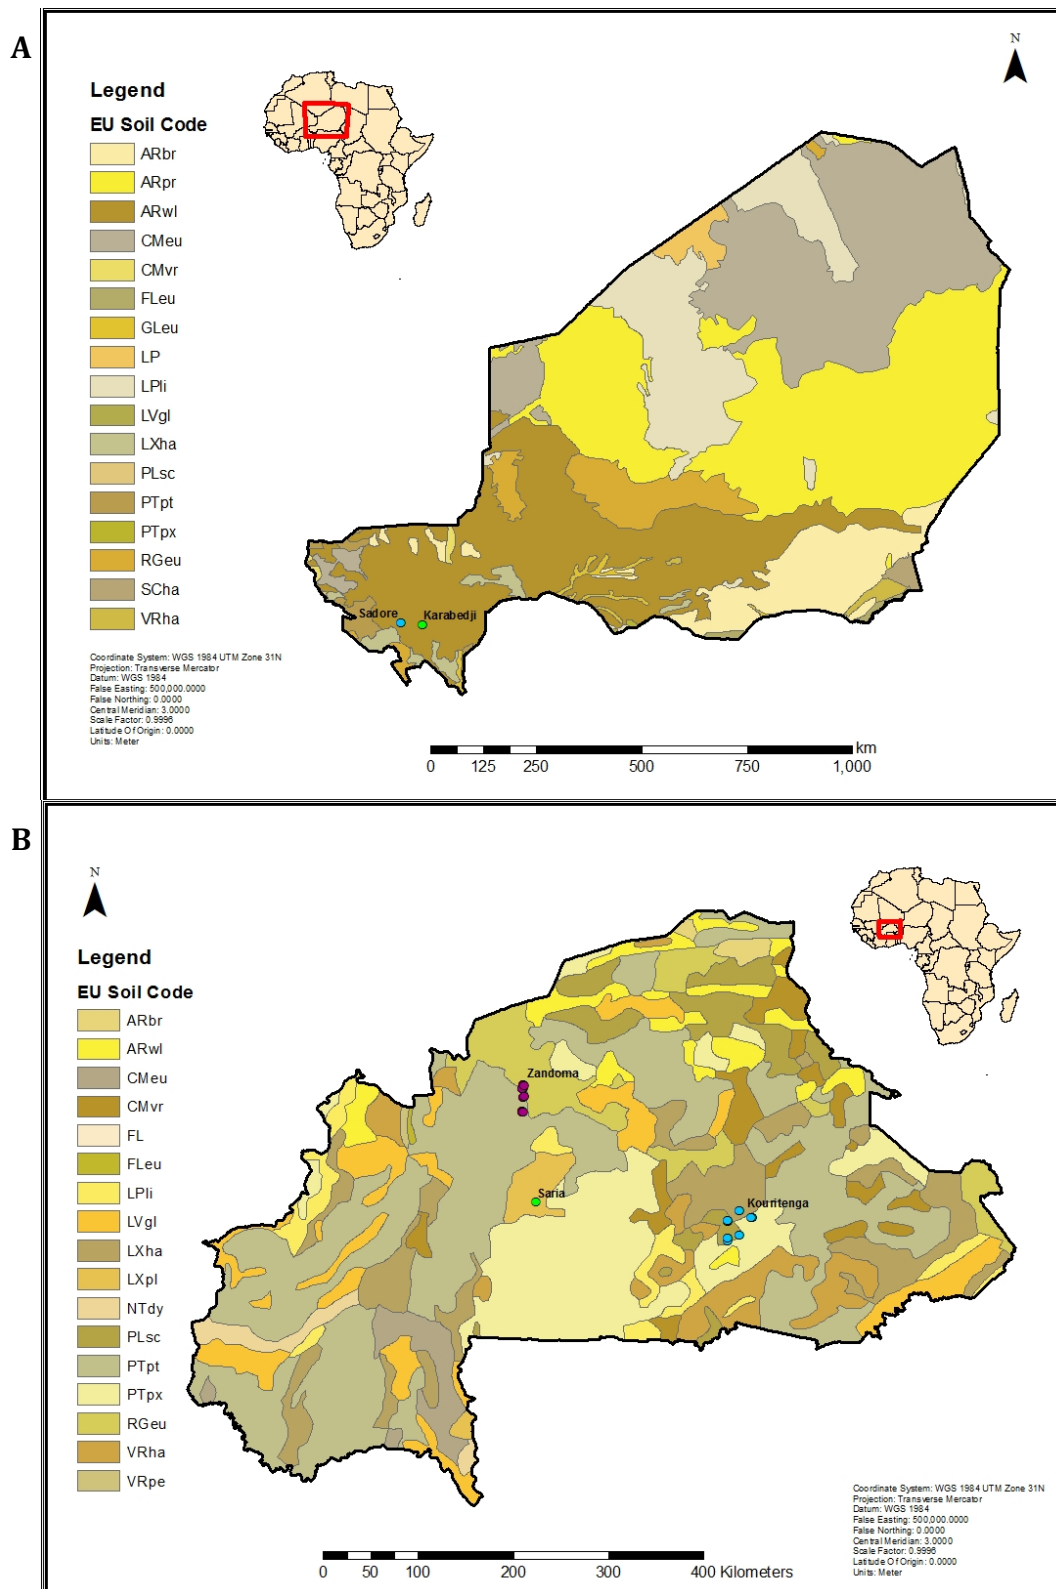 A
N
Legend
EU Soil Code
ARbr
ARpr
ARwl
CMeu
CMvr
FLeu
GLeu
LP
LPli
LVgl
LXha
PLsc
PTpt
PTpx
RGeu
SCha
VRha
Sadore
Karabedji
Coordinate System: WGS 1984 UTM Zone 31N
Projection: Transverse Mercator
Datum: WGS 1984
False Easting: 500,000.0000
False Northing: 0.0000
Central Meridian: 3.0000
Scale Factor: 0.9996
Latitude Of Origin: 0.0000
Units: Meter
km
0 125 250 500 750 1,000
B
N
Legend
EU Soil Code
ARbr
ARwl
CMeu
CMvr
FL
FLeu
LPli
LVgl
LXha
LXpl
NTdy
PLsc
PTpt
PTpx
RGeu
VRha
VRpe
Zandoma
Saria
Kouritenga
Coordinate System: WGS 1984 UTM Zone 31N
Projection: Transverse Mercator
Datum: WGS 1984
False Easting: 500,000.0000
False Northing: 0.0000
Central Meridian: 3.0000
Scale Factor: 0.9996
Latitude Of Origin: 0.0000
Units: Meter
0 50 100 200 300 400 Kilometers